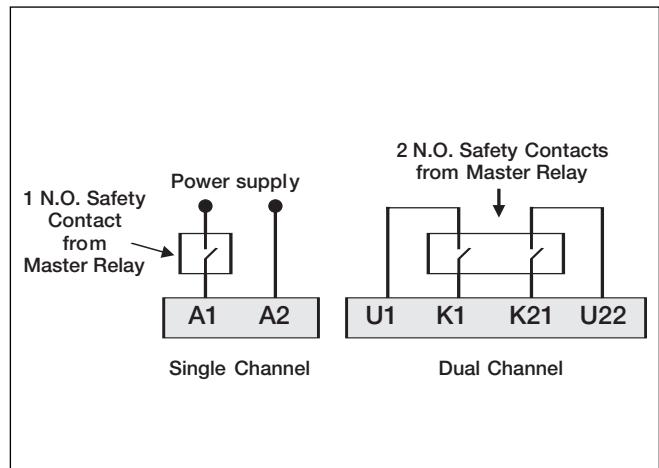 1 N.O. Safety
Contact
from
Master Relay
Power supply
A1 A2
Single Channel
2 N.O. Safety Contacts
from Master Relay
U1 K1 K21 U22
Dual Channel